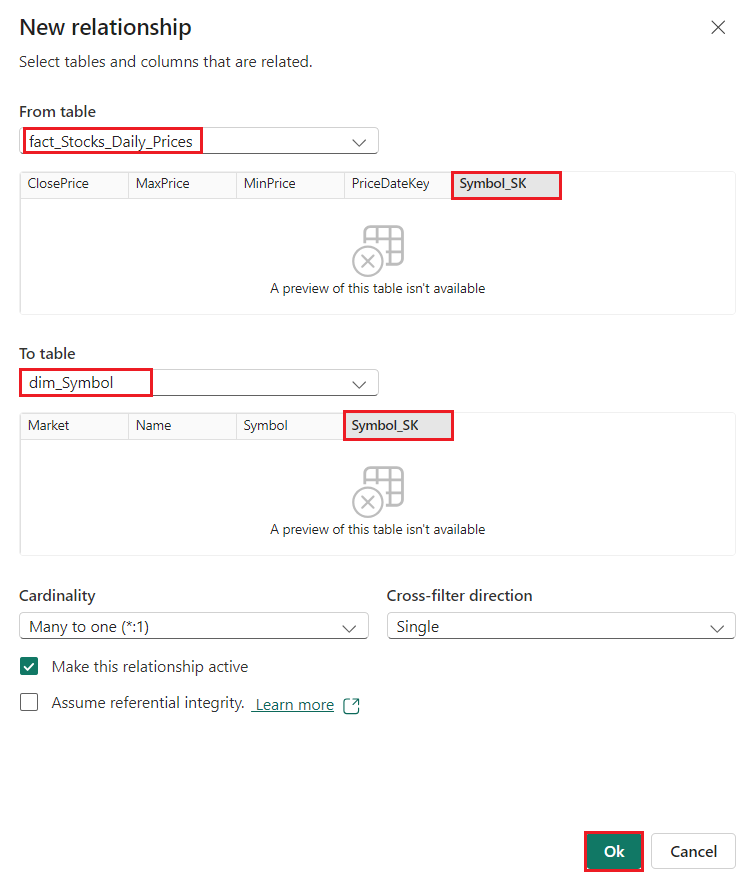 New relationship
Select tables and columns that are related.
From table
fact_Stocks_Daily_Prices
ClosePrice MaxPrice MinPrice PriceDateKey Symbol_SK
A preview of this table isn't available
To table
dim_Symbol
Market Name Symbol Symbol_SK
A preview of this table isn't available
Cardinality Cross-filter direction
Many to one (*:1) Single
Make this relationship active
Assume referential integrity. Learn more
Ok Cancel